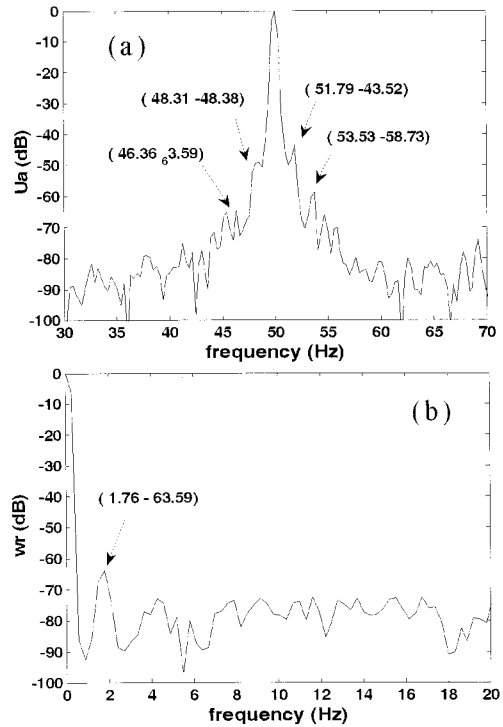 0
(a)
-10
-20
( 48.31 -48.38)
( 51.79 -43.52)
-30
-40
( 46.36 63.59)
( 53.53 -58.73)
Ua (dB)
-50
-60
-70
-80
-90
-100
30 35 40 45 50 55 60 65 70
frequency (Hz)
0
(b)
-10
-20
-30
( 1.76 - 63.59)
-40
wr (dB)
-50
-60
-70
-80
-90
-100
0 2 4 6 8 10 12 14 16 18 20
frequency (Hz)